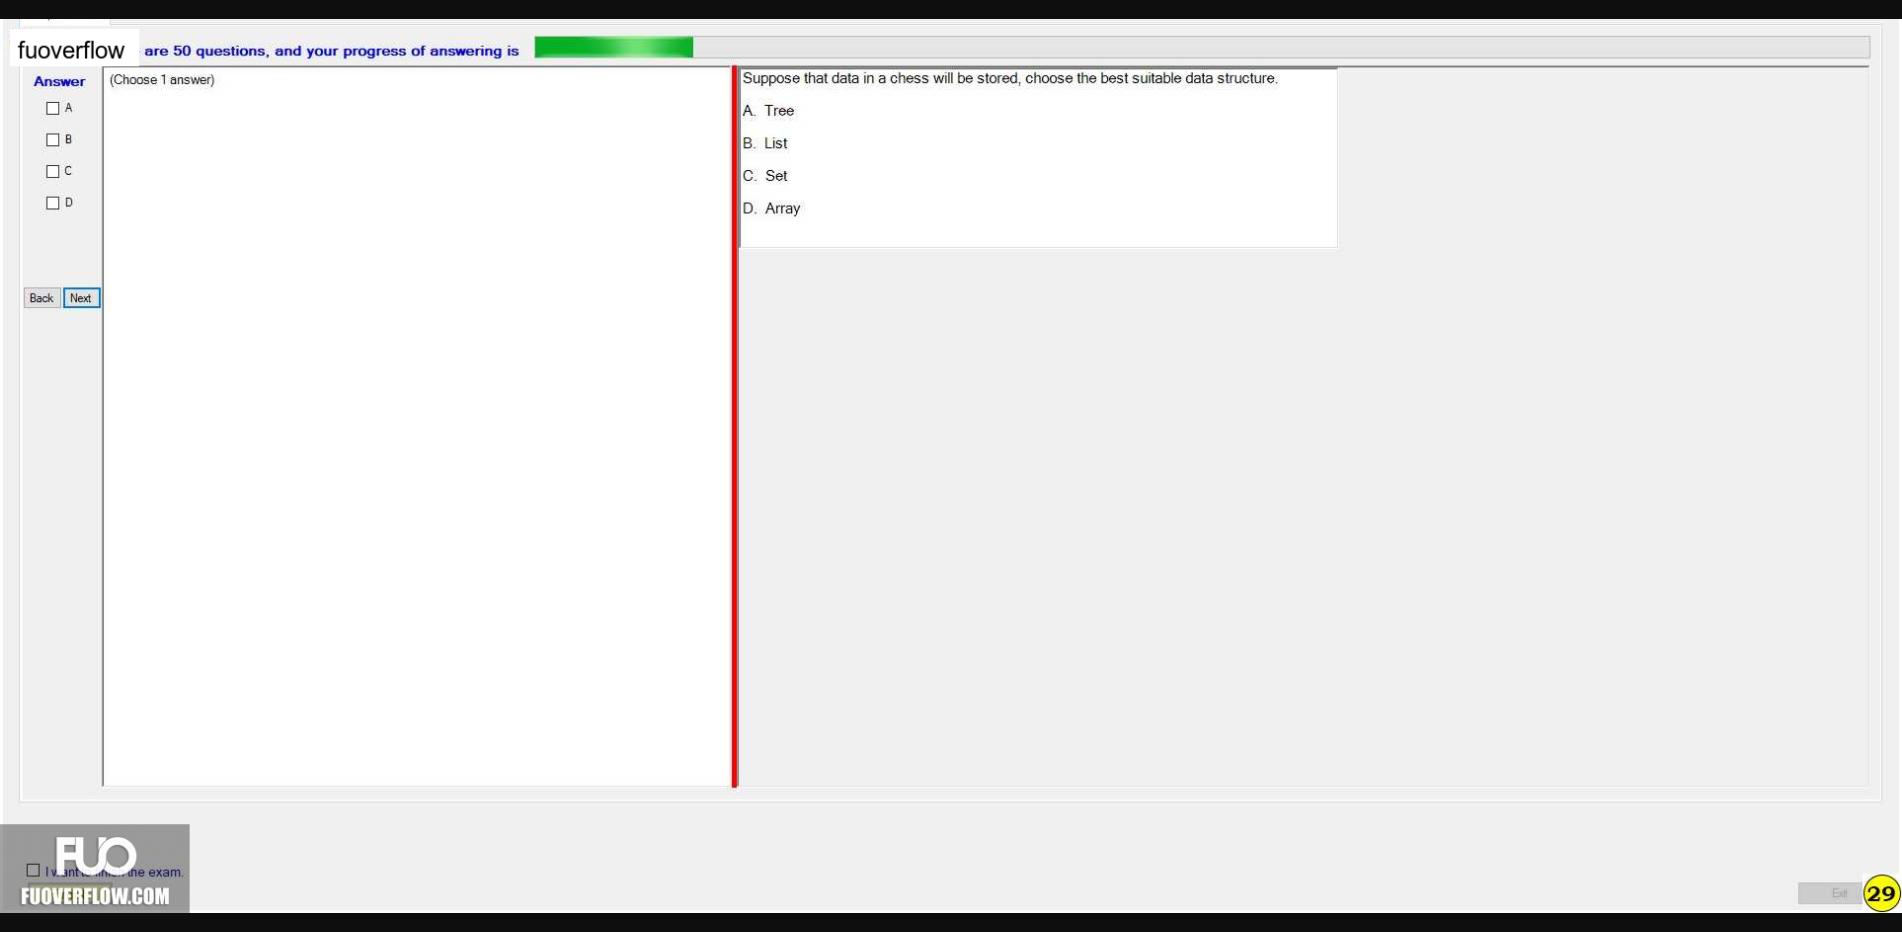 fuoverflow are 50 questions, and your progress of answering is
Answer
A
B
C
D
Back Next
(Choose 1 answer)
Suppose that data in a chess will be stored, choose the best suitable data structure.
A. Tree
B. List
C. Set
D. Array
FUO
I want the exam.
FUOVERFLOW.COM
Exit
29